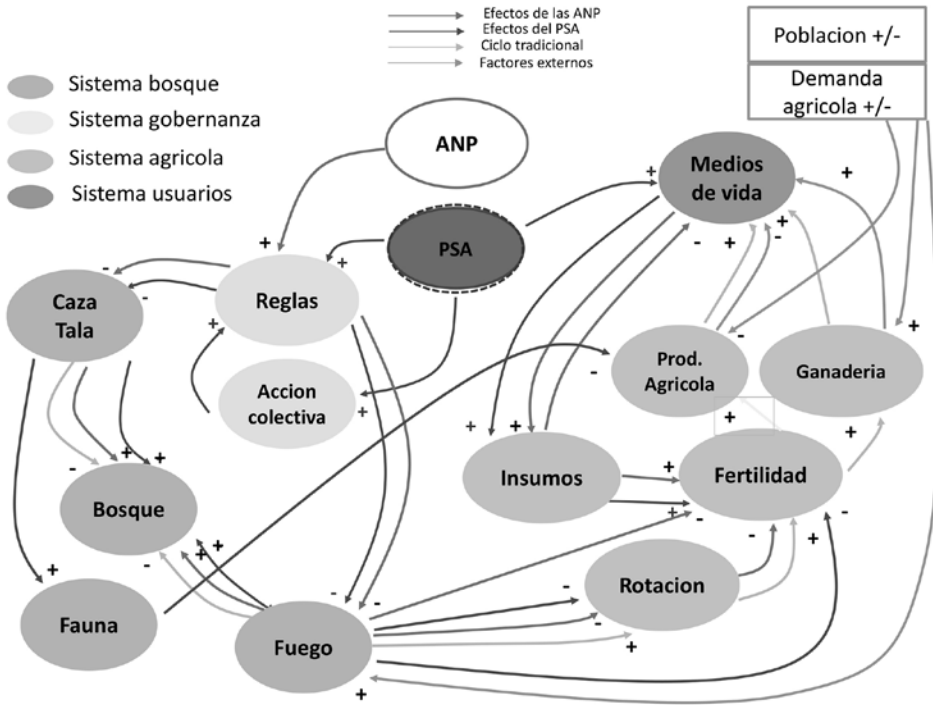 Efectos de las ANP
Efectos del PSA
Ciclo tradicional
Factores externos
Poblacion +/-
Demanda
agricola +/-
Sistema bosque
Sistema gobernanza
Sistema agricola
Sistema usuarios
ANP
Medios
de vida
PSA
Reglas
Caza
Tala
Accion
colectiva
Prod.
Agricola
Ganaderia
Insumos
Fertilidad
Bosque
Rotacion
Fauna
Fuego
+
+
+
-
+
-
-
+
-
+
-
+
-
-
+
+
+
+
+
+
-
+
+
+
-
-
-
+
+
-
+
+
-
-
-
-
+
+